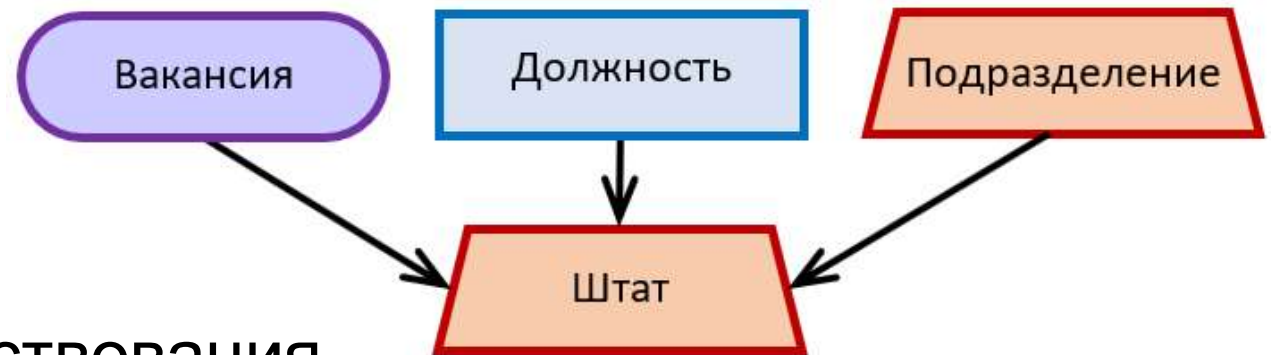 Вакансия
Должность
Подразделение
Штат